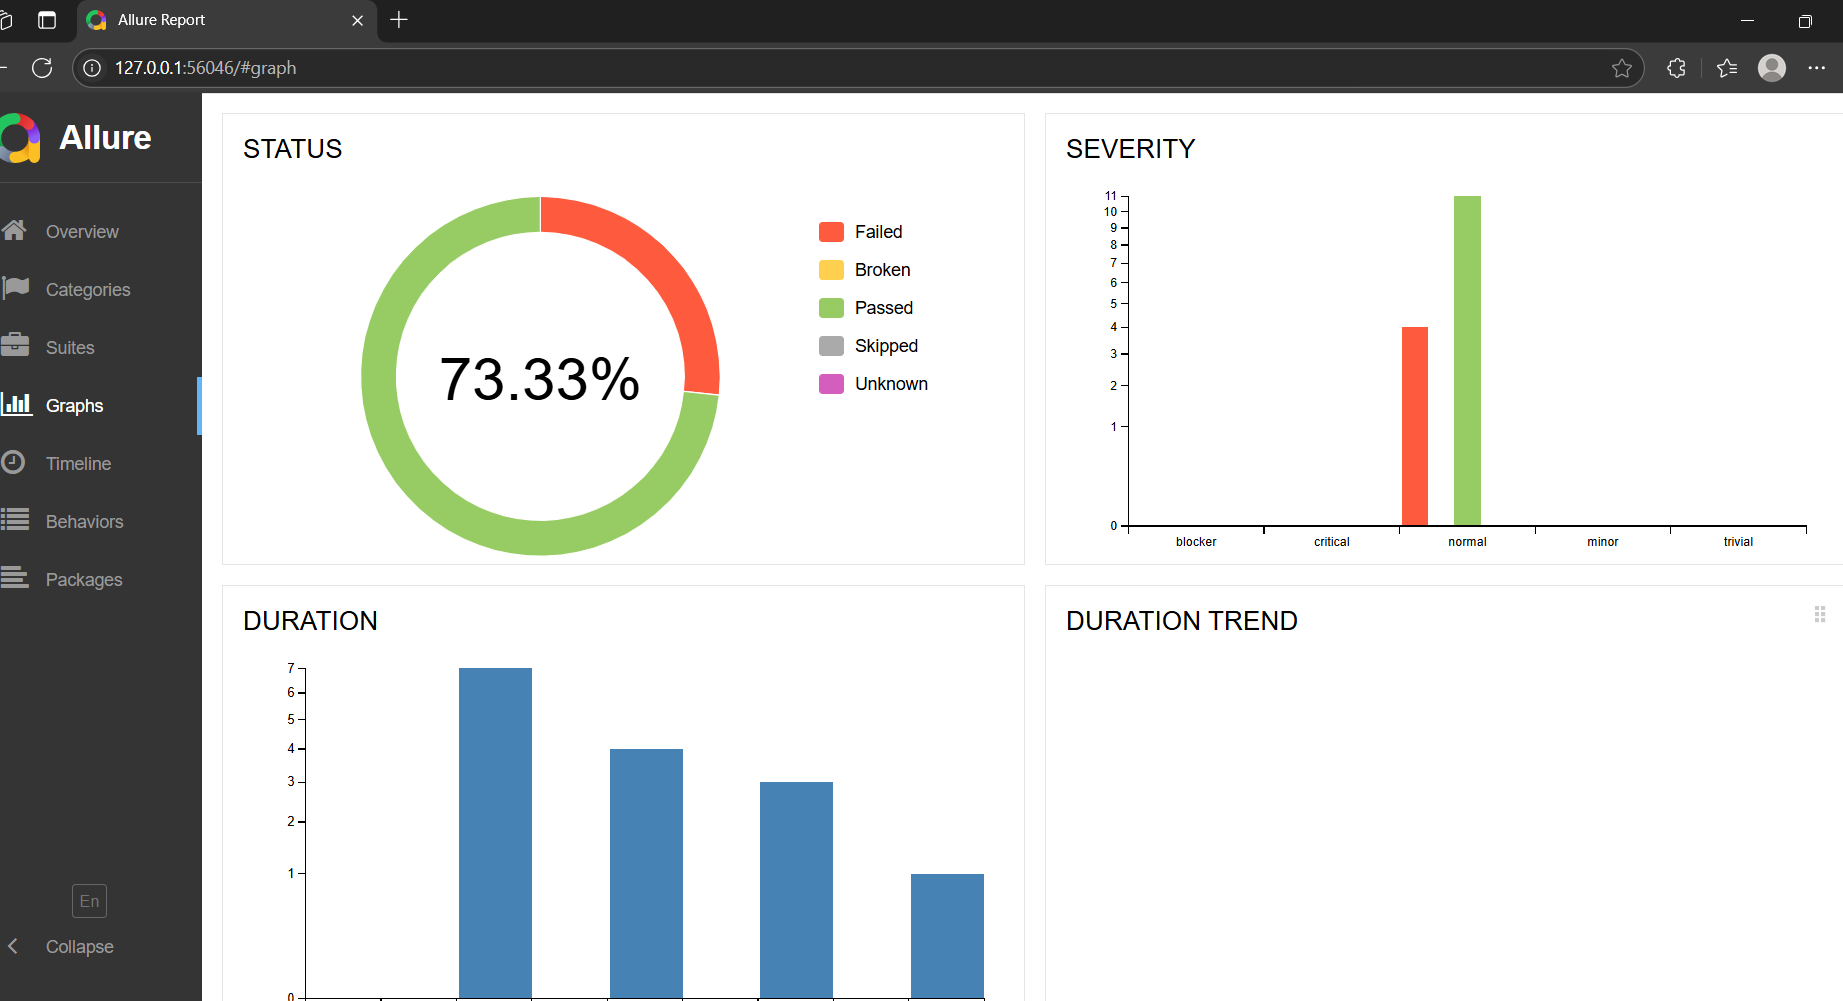 Allure Report
127.0.0.1:56046/#graph
Allure
Overview
Categories
Suites
Graphs
Timeline
Behaviors
Packages
En
Collapse
STATUS
73.33%
Failed
Broken
Passed
Skipped
Unknown
SEVERITY
11
10
9
8
7
6
5
4
3
2
1
0
blocker critical normal minor trivial
DURATION
7
6
5
4
3
2
1
0
DURATION TREND